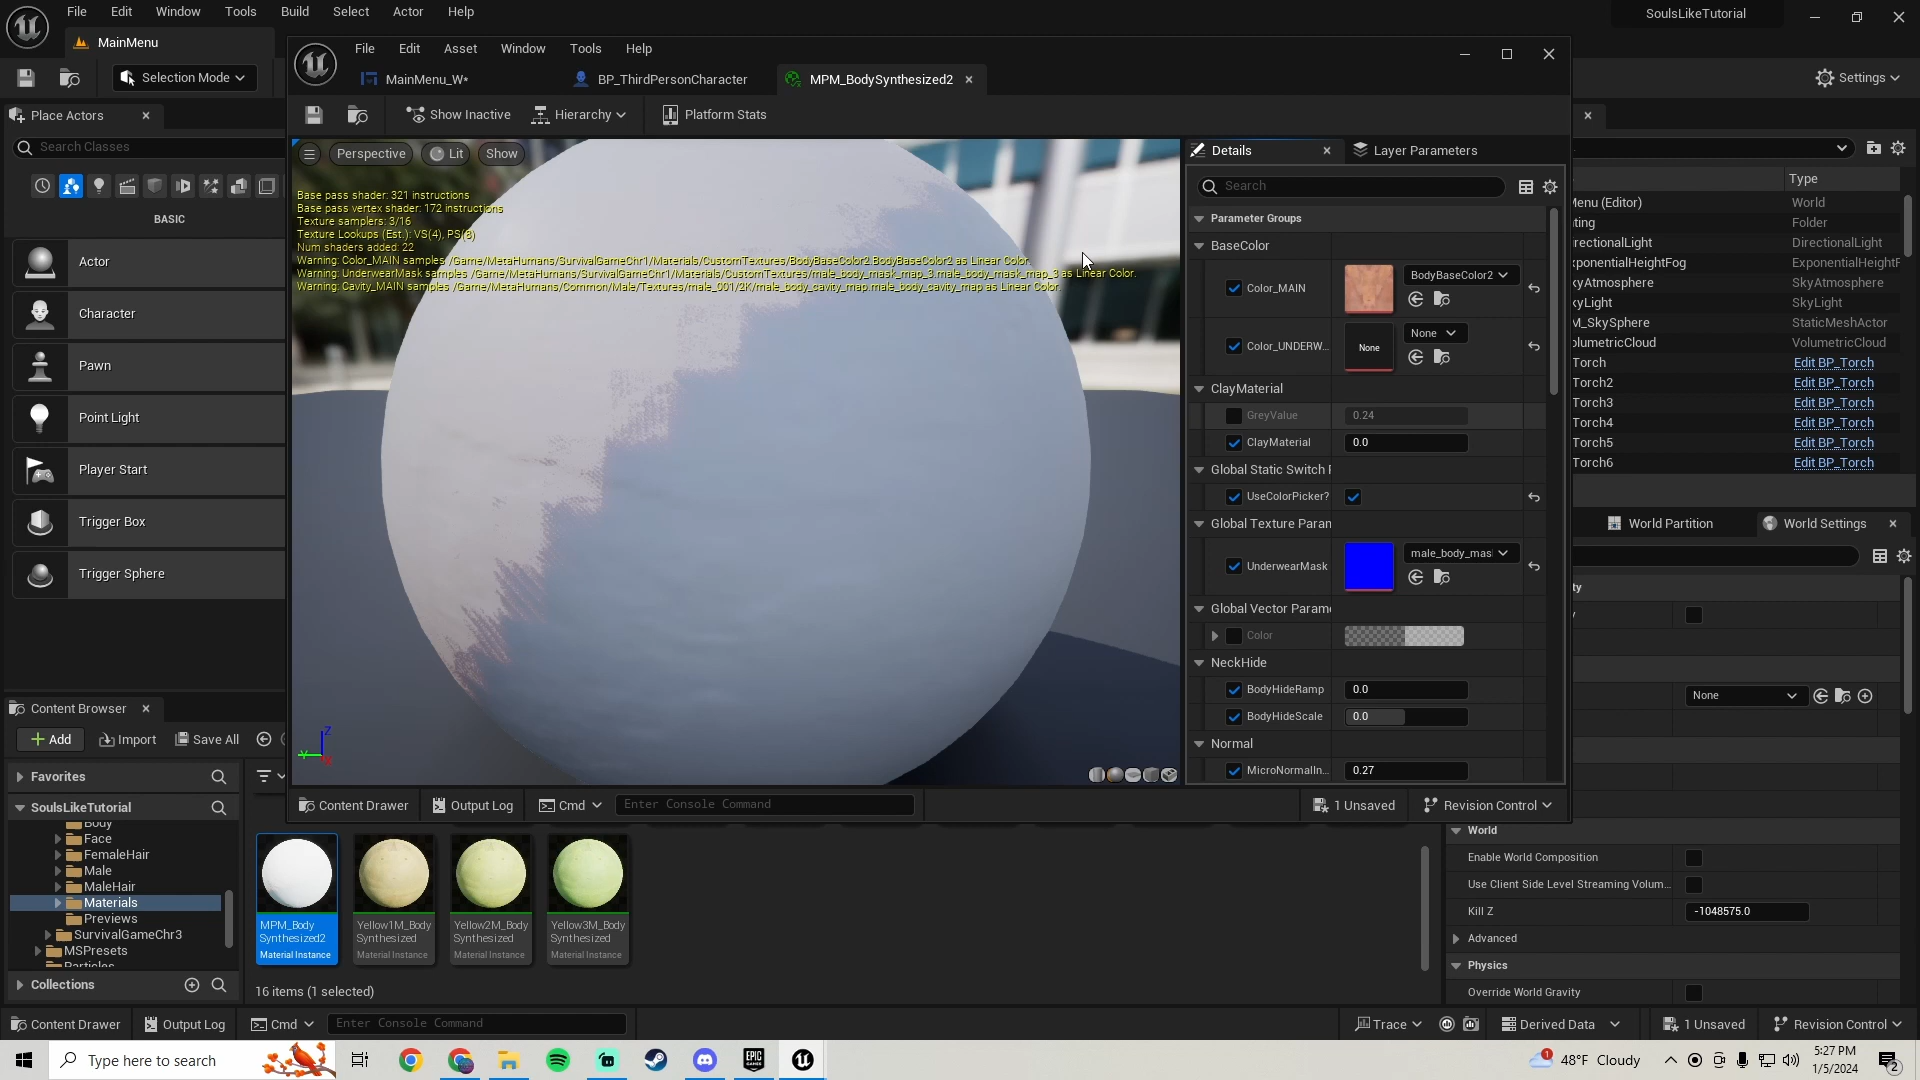 File Edit Window Tools Build Select Actor Help
SoulsLikeTutorial
MainMenu
Selection Mode
Settings
File Edit Asset Window Tools Help
MainMenu_W*
BP_ThirdPersonCharacter
MPM_BodySynthesized2
Show Inactive
Hierarchy
Platform Stats
Place Actors
Search Classes
BASIC
Actor
Character
Pawn
Point Light
Player Start
Trigger Box
Trigger Sphere
Perspective
Lit
Show
Base pass shader: 321 instructions
Base pass vertex shader: 172 instructions
Texture samplers: 3/16
Texture Lookups (Est.): VS(4), PS(6)
Num shaders added: 22
Warning: Color_MAIN samples /Game/MetaHumans/SurvivalGameChr1/Materials/CustomTextures/BodyBaseColor2.BodyBaseColor2 as Linear Color.
Warning: UnderwearMask samples /Game/MetaHumans/SurvivalGameChr1/Materials/CustomTextures/male_body_mask_map_3.male_body_mask_map_3 as Linear Color.
Warning: Cavity_MAIN samples /Game/MetaHumans/Common/Male/Textures/male_001/2K/male_body_cavity_map.male_body_cavity_map as Linear Color.
Z
Y
Details
Layer Parameters
Search
Parameter Groups
BaseColor
Color_MAIN
BodyBaseColor2
Color_UNDERW...
None
None
ClayMaterial
GreyValue
0.24
ClayMaterial
0.0
Global Static Switch P
UseColorPicker?
Global Texture Param
UnderwearMask
male_body_mas
Global Vector Parame
Color
NeckHide
BodyHideRamp
0.0
BodyHideScale
0.0
Normal
MicroNormalIn...
0.27
Content Drawer
Output Log
Cmd
Enter Console Command
1 Unsaved
Revision Control
Type
Menu (Editor) World
ating Folder
irectionalLight DirectionalLight
xponentialHeightFog ExponentialHeightF
kyAtmosphere SkyAtmosphere
kyLight SkyLight
M_SkySphere StaticMeshActor
olumetricCloud VolumetricCloud
Torch Edit BP_Torch
Torch2 Edit BP_Torch
Torch3 Edit BP_Torch
Torch4 Edit BP_Torch
Torch5 Edit BP_Torch
Torch6 Edit BP_Torch
World Partition
World Settings
ty
None
World
Enable World Composition
Use Client Side Level Streaming Volum...
Kill Z
-1048575.0
Advanced
Physics
Override World Gravity
Content Browser
Add
Import
Save All
Favorites
SoulsLikeTutorial
Body
Face
FemaleHair
Male
MaleHair
Materials
Previews
SurvivalGameChr3
MSPresets
Particles
Collections
MPM_Body
Synthesized2
Material Instance
Yellow1M_Body
Synthesized
Material Instance
Yellow2M_Body
Synthesized
Material Instance
Yellow3M_Body
Synthesized
Material Instance
16 items (1 selected)
Content Drawer
Output Log
Cmd
Enter Console Command
Trace
Derived Data
1 Unsaved
Revision Control
Type here to search
EPIC
GAMES
1
48°F Cloudy
5:27 PM
1/5/2024
2